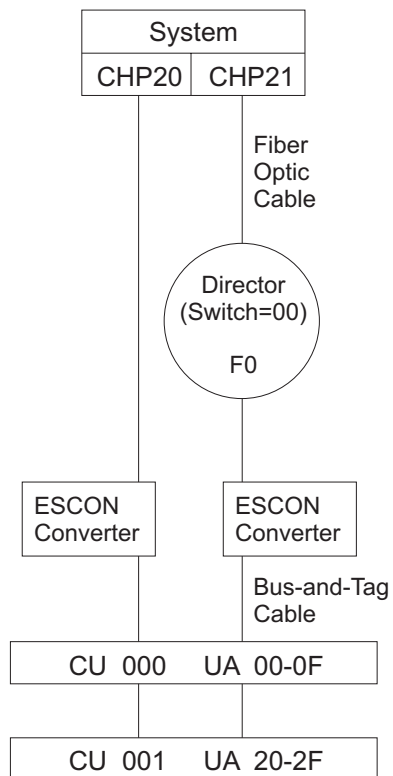 System
CHP20 CHP21
Fiber
Optic
Cable
Director
(Switch=00)
F0
ESCON
Converter
ESCON
Converter
Bus-and-Tag
Cable
CU 000 UA 00-0F
CU 001 UA 20-2F